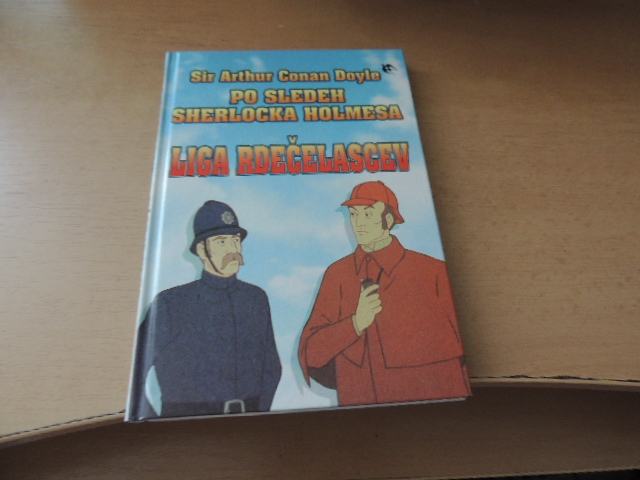 Sir Arthur Conan Doyle
PO SLEDEH
SHERLOCKA HOLMESA
LIGA RDEČELASCEV